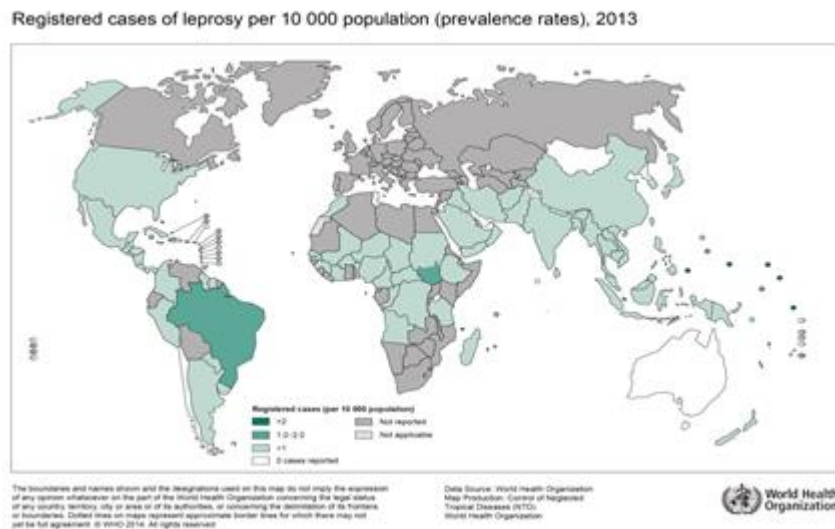 Registered cases of leprosy per 10 000 population (prevalence rates), 2013
Registered cases (per 10 000 population)
>2
1.0-2.0
<1
0 cases reported
Not reported
Not applicable
The boundaries and names shown and the designations used on this map do not imply the expression
of any opinion whatsoever on the part of the World Health Organization concerning the legal status
of any country, territory, city or area or of its authorities, or concerning the delimitation of its frontiers
or boundaries. Dotted lines on maps represent approximate border lines for which there may not
yet be full agreement. © WHO 2014. All rights reserved
Data Source: World Health Organization
Map Production: Control of Neglected
Tropical Diseases (NTD)
World Health Organization
World Health
Organization